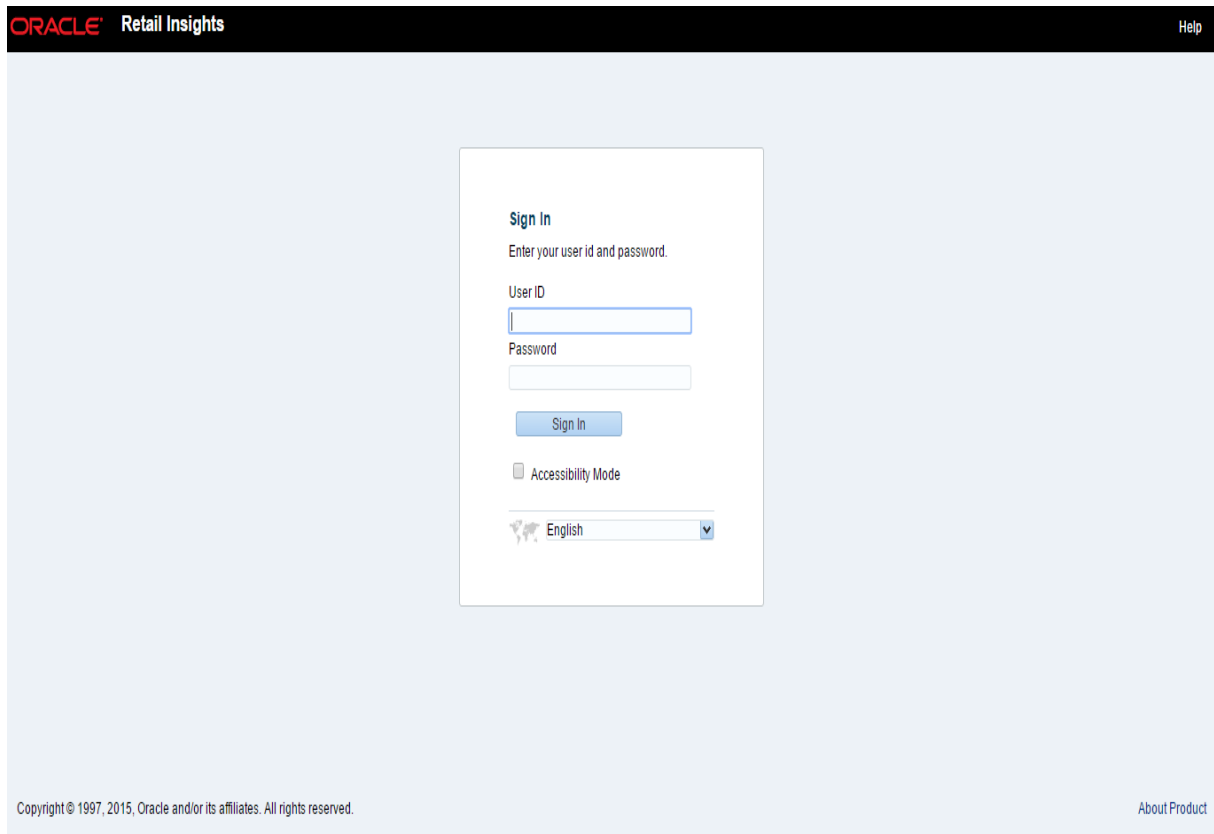 ORACLE® Retail Insights Help
Sign In
Enter your user id and password.
User ID
Password
Sign In
Accessibility Mode
English
Copyright © 1997, 2015, Oracle and/or its affiliates. All rights reserved. About Product